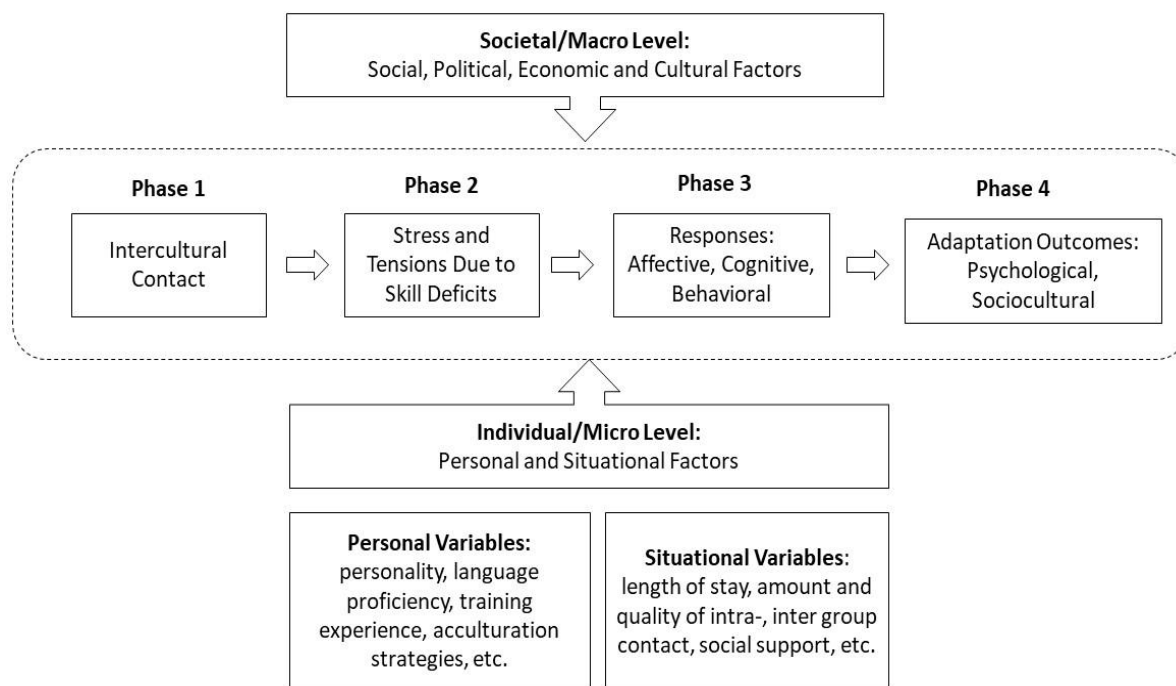 Societal/Macro Level:
Social, Political, Economic and Cultural Factors
Phase 1
Intercultural
Contact
Phase 2
Stress and
Tensions Due to
Skill Deficits
Phase 3
Responses:
Affective, Cognitive,
Behavioral
Phase 4
Adaptation Outcomes:
Psychological,
Sociocultural
Individual/Micro Level:
Personal and Situational Factors
Personal Variables:
personality, language
proficiency, training
experience, acculturation
strategies, etc.
Situational Variables:
length of stay, amount and
quality of intra-, inter group
contact, social support, etc.